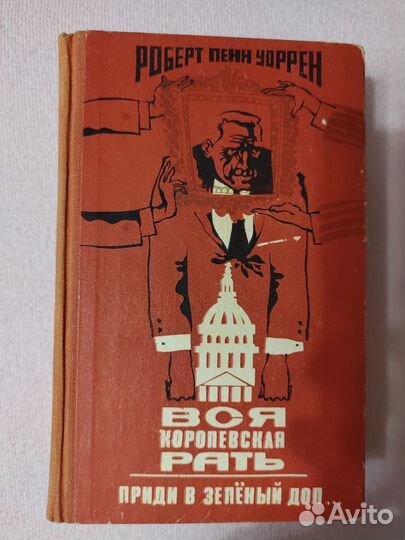 РОБЕРТ ПЕНН УОРРЕН
ВСЯ
КОРОЛЕВСКАЯ
РАТЬ
ПРИДИ В ЗЕЛЁНЫЙ ДОЛ...
Avito